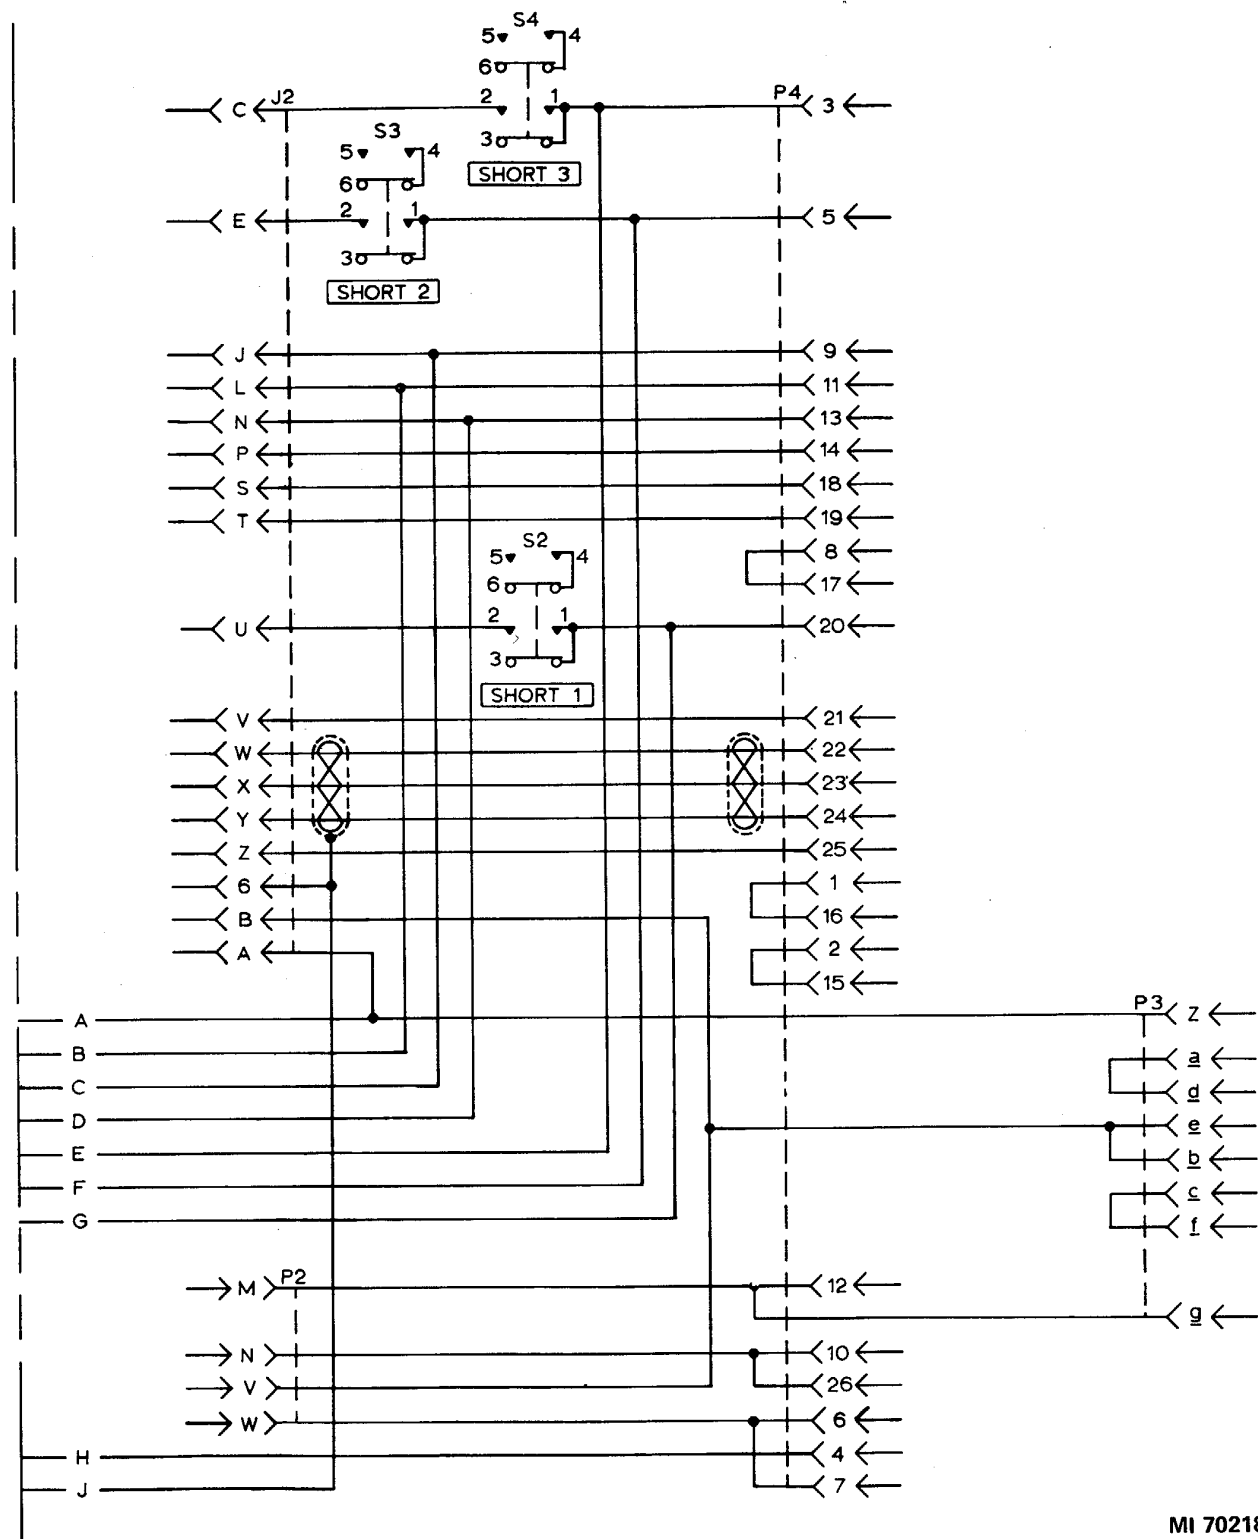 S4
5 4
6
C J2 2 1 P4 3
S3
3
5 4
SHORT 3
6
E 2 1 5
3
SHORT 2
J 9
L 11
N 13
P 14
S 18
T 19
S2
5 4 8
6 17
U 2 1 20
3
SHORT 1
V 21
W 22
X 23
Y 24
Z 25
6 1
B 16
A 2
15
P3 Z
A
B a
C d
D e
E b
F c
G f
M P2 12
g
N 10
V 26
W 6
H 4
J 7
MI 70218